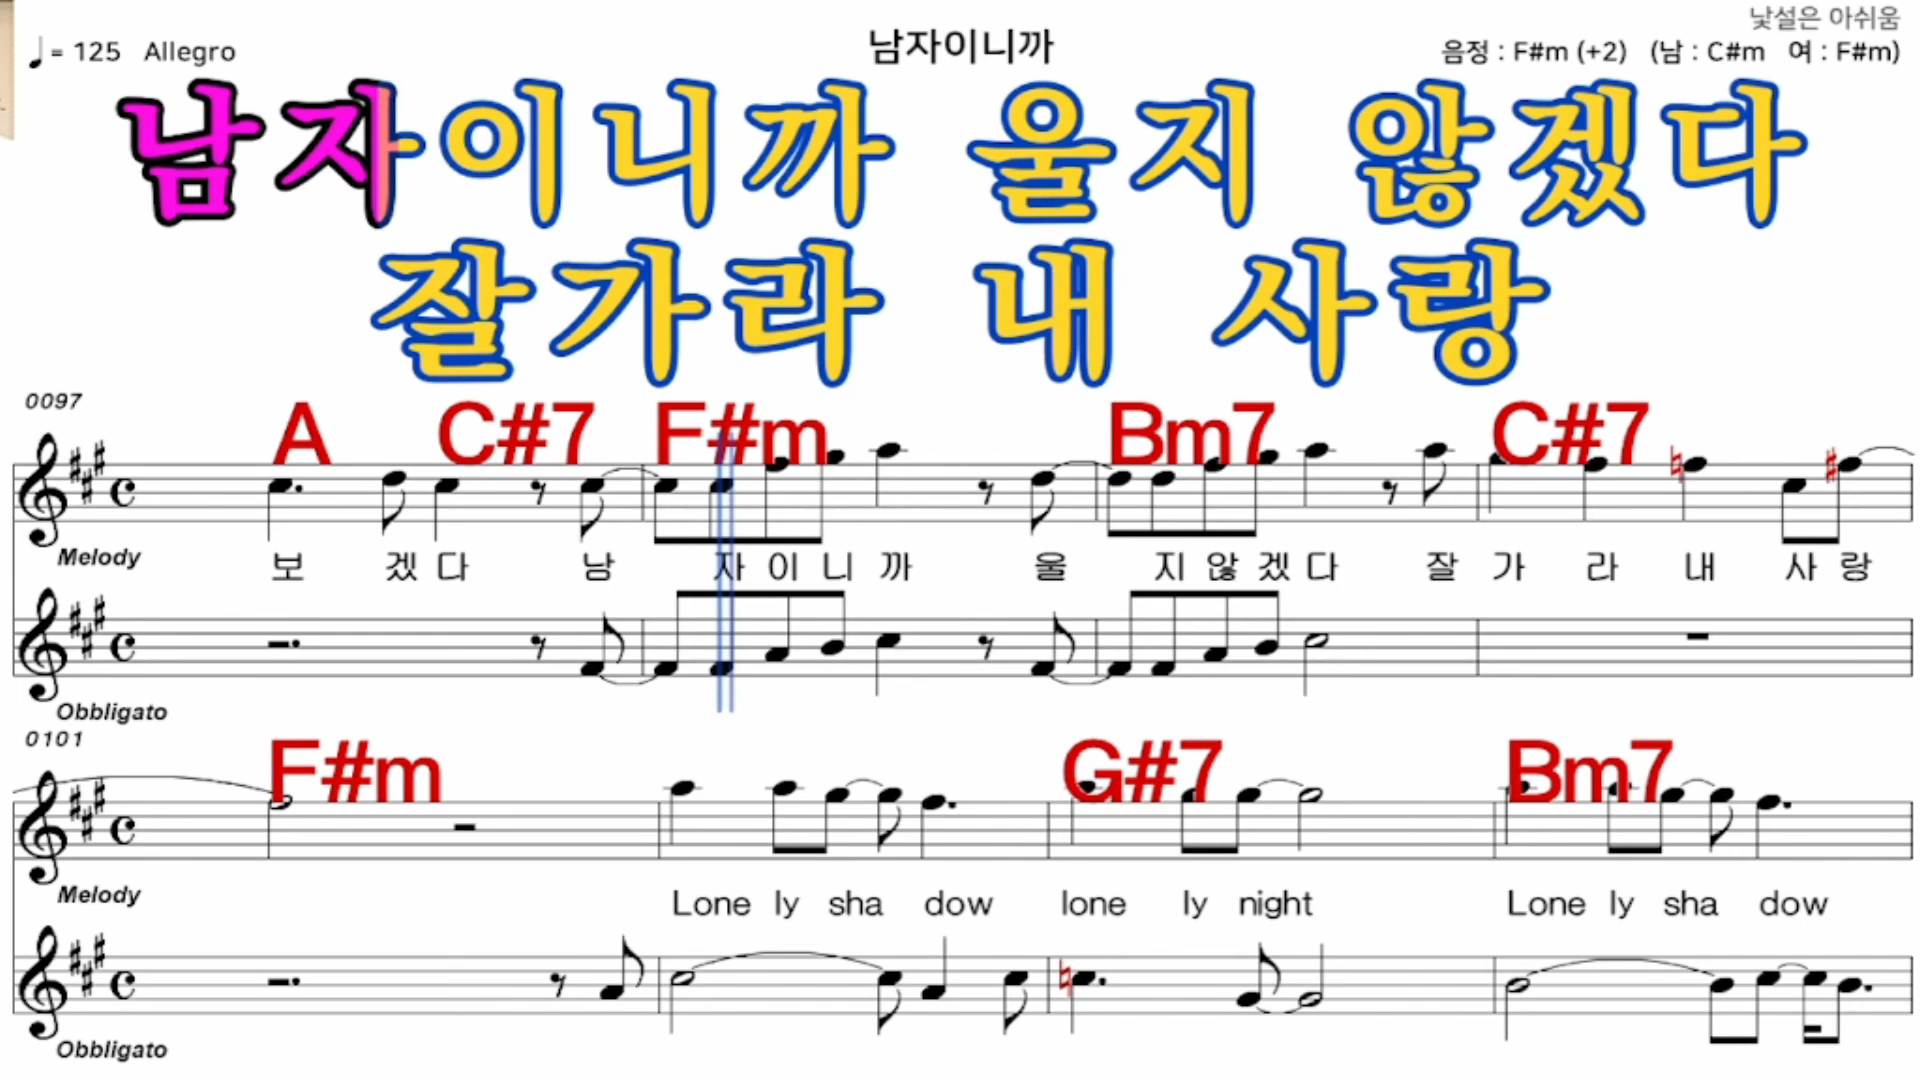 낯설은 아쉬움
♩= 125 Allegro
남자이니까
음정 : F#m (+2) (남 : C#m 여 : F#m)
남자이니까 울지 않겠다
잘가라 내 사랑
0097
A C#7 F#m Bm7 C#7
Melody
보 겠 다 남 자 이 니 까 울 지 않 겠 다 잘 가 라 내 사 랑
Obbligato
0101
F#m G#7 Bm7
Melody
Lone ly sha dow lone ly night Lone ly sha dow
Obbligato